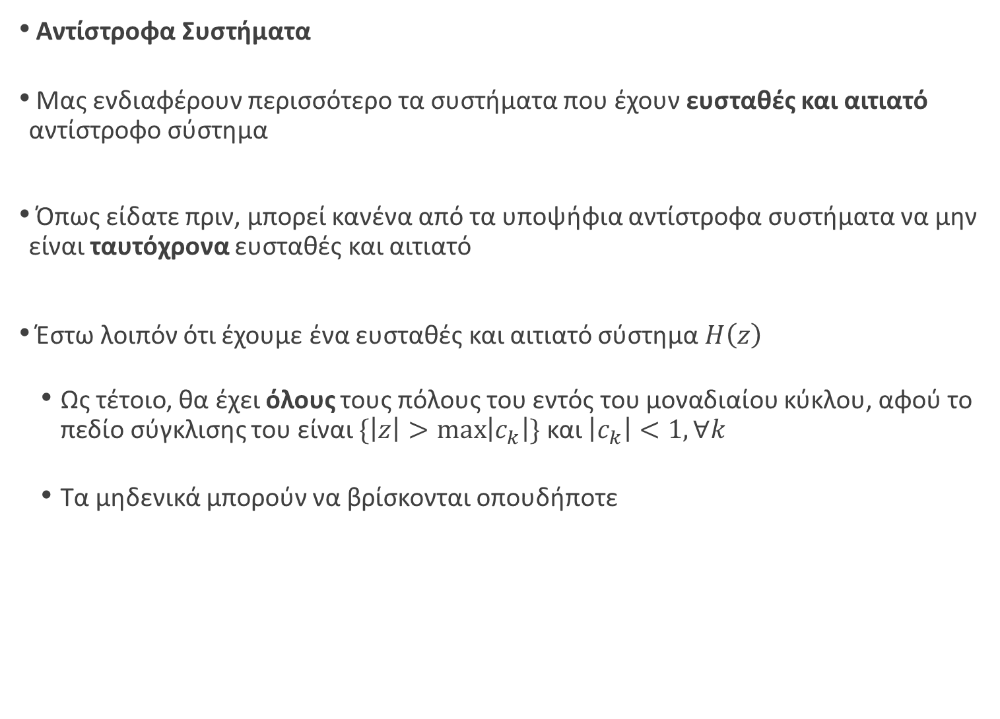 • Αντίστροφα Συστήματα
• Μας ενδιαφέρουν περισσότερο τα συστήματα που έχουν ευσταθές και αιτιατό
αντίστροφο σύστημα
• Όπως είδατε πριν, μπορεί κανένα από τα υποψήφια αντίστροφα συστήματα να μην
είναι ταυτόχρονα ευσταθές και αιτιατό
• Έστω λοιπόν ότι έχουμε ένα ευσταθές και αιτιατό σύστημα H(z)
• Ως τέτοιο, θα έχει όλους τους πόλους του εντός του μοναδιαίου κύκλου, αφού το
πεδίο σύγκλισης του είναι {|z| > max|c_k|} και |c_k| < 1, ∀k
• Τα μηδενικά μπορούν να βρίσκονται οπουδήποτε